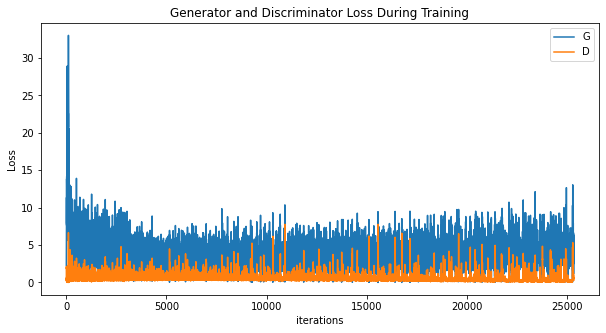 Generator and Discriminator Loss During Training
G
D
30
25
20
15
10
5
0
Loss
0
5000
10000
15000
20000
25000
iterations